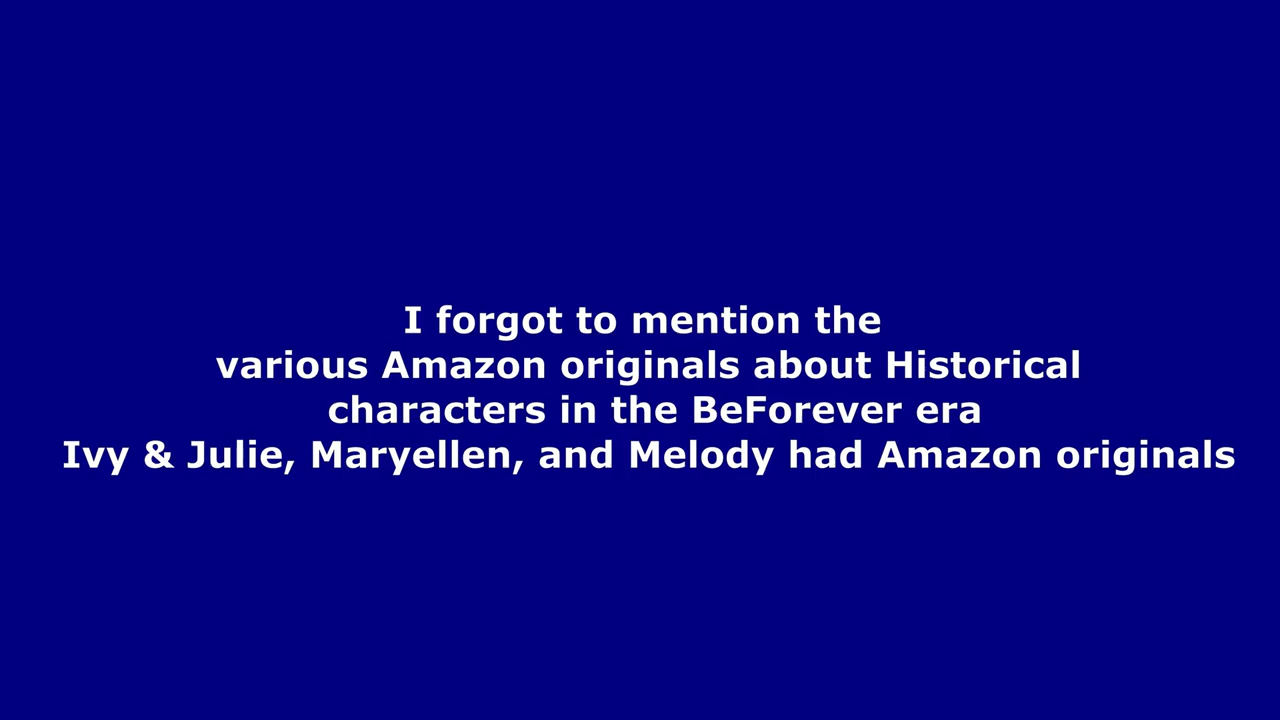 I forgot to mention the
various Amazon originals about Historical
characters in the BeForever era
Ivy & Julie, Maryellen, and Melody had Amazon originals